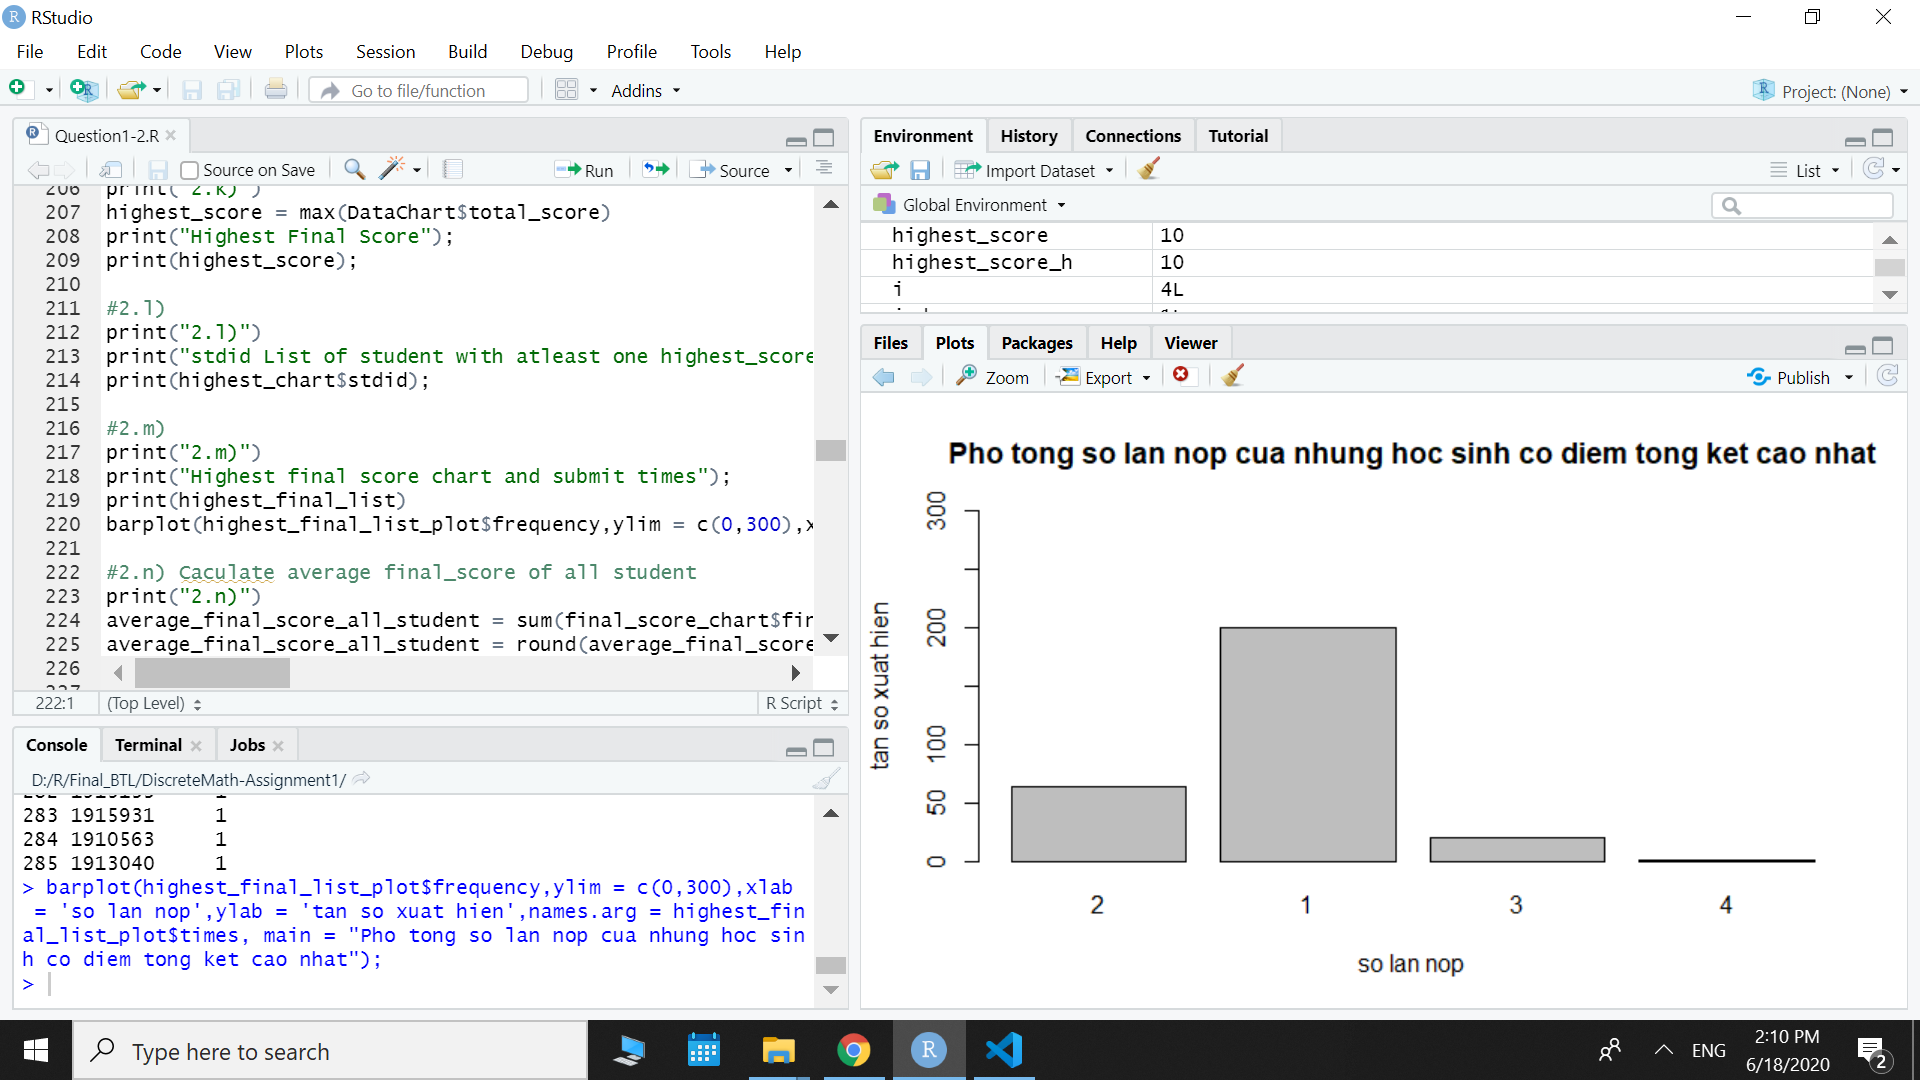 RStudio
File Edit Code View Plots Session Build Debug Profile Tools Help
Go to file/function Addins Project: (None)
Question1-2.R
Source on Save Run Source
206 print("2.k)")
207 highest_score = max(DataChart$total_score)
208 print("Highest Final Score");
209 print(highest_score);
210
211 #2.l)
212 print("2.l)")
213 print("stdid List of student with atleast one highest_score
214 print(highest_chart$stdid);
215
216 #2.m)
217 print("2.m)")
218 print("Highest final score chart and submit times");
219 print(highest_final_list)
220 barplot(highest_final_list_plot$frequency,ylim = c(0,300),x
221
222 #2.n) Caculate average final_score of all student
223 print("2.n)")
224 average_final_score_all_student = sum(final_score_chart$fir
225 average_final_score_all_student = round(average_final_score
226
222:1 (Top Level) R Script
Console Terminal Jobs
D:/R/Final_BTL/DiscreteMath-Assignment1/
283 1915931 1
284 1910563 1
285 1913040 1
> barplot(highest_final_list_plot$frequency,ylim = c(0,300),xlab
= 'so lan nop',ylab = 'tan so xuat hien',names.arg = highest_fin
al_list_plot$times, main = "Pho tong so lan nop cua nhung hoc sin
h co diem tong ket cao nhat");
>
Environment History Connections Tutorial
Import Dataset List
Global Environment
highest_score 10
highest_score_h 10
i 4L
Files Plots Packages Help Viewer
Zoom Export Publish
Pho tong so lan nop cua nhung hoc sinh co diem tong ket cao nhat
tan so xuat hien
300
200
100
50
0
2 1 3 4
so lan nop
Type here to search
R
ENG
2:10 PM
6/18/2020
2